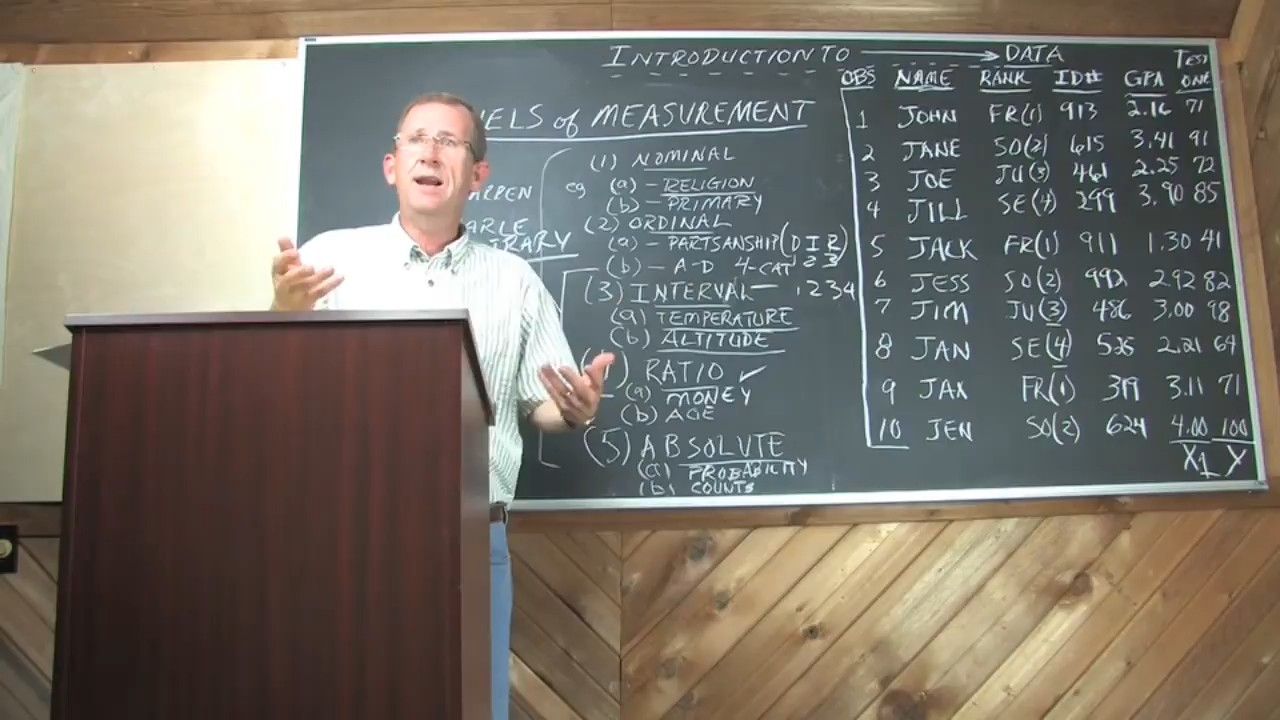 INTRODUCTION TO → DATA
ELS of MEASUREMENT
(1) NOMINAL
eg (a) - RELIGION
(b) - PRIMARY
(2) ORDINAL
(a) - PARTSANSHIP (D I R)
1 2 3
(b) - A-D 4-CAT
(3) INTERVAL - 1 2 3 4
(a) TEMPERATURE
(b) ALTITUDE
) RATIO ✓
(a) MONEY
(b) AGE
(5) ABSOLUTE
(a) PROBABILITY
(b) COUNTS
OBS NAME RANK ID# GPA TEST ONE
1 JOHN FR(1) 913 2.16 71
2 JANE SO(2) 615 3.41 91
3 JOE JU(3) 461 2.25 72
4 JILL SE(4) 299 3.90 85
5 JACK FR(1) 911 1.30 41
6 JESS SO(2) 992 2.92 82
7 JIM JU(3) 486 3.00 98
8 JAN SE(4) 2.21
9 JAX FR(1) 3.11 71
10 JEN SO(2) 624 4.00 100
X1 Y